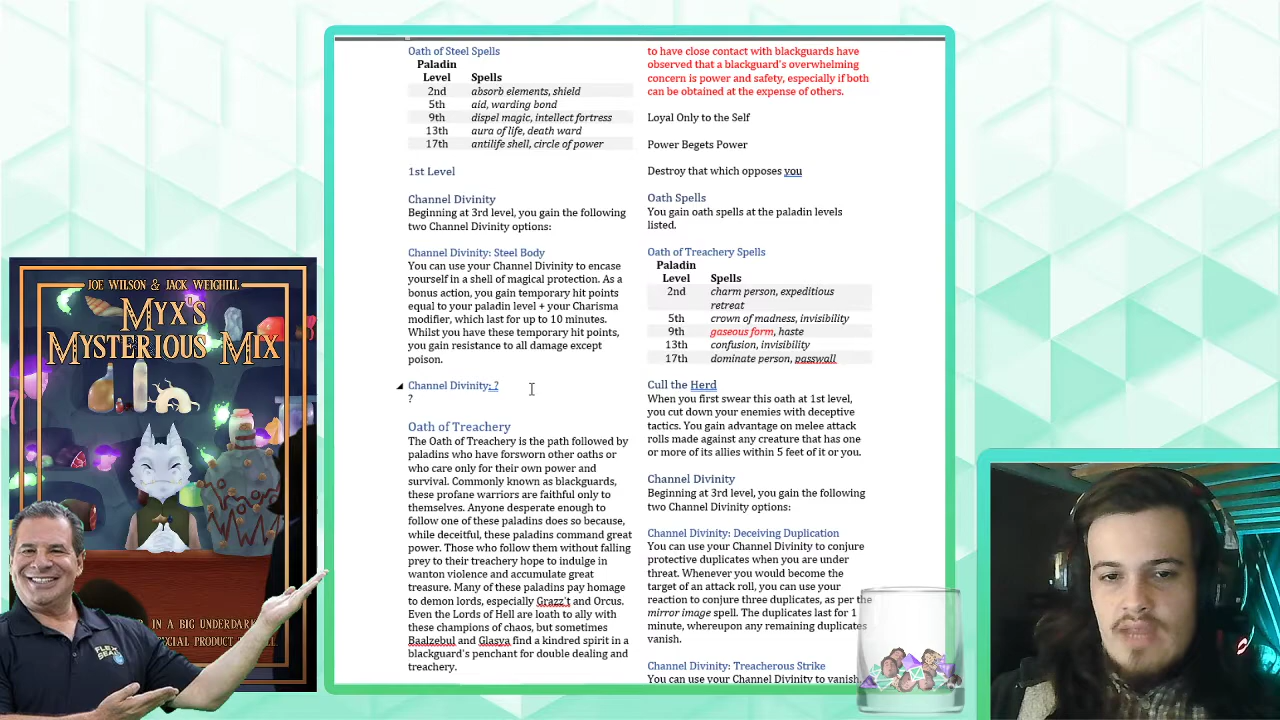 Oath of Steel Spells
Paladin
Level Spells
2nd absorb elements, shield
5th aid, warding bond
9th dispel magic, intellect fortress
13th aura of life, death ward
17th antilife shell, circle of power
1st Level
Channel Divinity
Beginning at 3rd level, you gain the following
two Channel Divinity options:
Channel Divinity: Steel Body
You can use your Channel Divinity to encase
yourself in a shell of magical protection. As a
bonus action, you gain temporary hit points
equal to your paladin level + your Charisma
modifier, which last for up to 10 minutes.
Whilst you have these temporary hit points,
you gain resistance to all damage except
poison.
Channel Divinity: ?
?
Oath of Treachery
The Oath of Treachery is the path followed by
paladins who have forsworn other oaths or
who care only for their own power and
survival. Commonly known as blackguards,
these profane warriors are faithful only to
themselves. Anyone desperate enough to
follow one of these paladins does so because,
while deceitful, these paladins command great
power. Those who follow them without falling
prey to their treachery hope to indulge in
wanton violence and accumulate great
treasure. Many of these paladins pay homage
to demon lords, especially Grazz't and Orcus.
Even the Lords of Hell are loath to ally with
these champions of chaos, but sometimes
Baalzebul and Glasya find a kindred spirit in a
blackguard's penchant for double dealing and
treachery.
to have close contact with blackguards have
observed that a blackguard's overwhelming
concern is power and safety, especially if both
can be obtained at the expense of others.
Loyal Only to the Self
Power Begets Power
Destroy that which opposes you
Oath Spells
You gain oath spells at the paladin levels
listed.
Oath of Treachery Spells
Paladin
Level Spells
2nd charm person, expeditious
retreat
5th crown of madness, invisibility
9th gaseous form, haste
13th confusion, invisibility
17th dominate person, passwall
Cull the Herd
When you first swear this oath at 1st level,
you cut down your enemies with deceptive
tactics. You gain advantage on melee attack
rolls made against any creature that has one
or more of its allies within 5 feet of it or you.
Channel Divinity
Beginning at 3rd level, you gain the following
two Channel Divinity options:
Channel Divinity: Deceiving Duplication
You can use your Channel Divinity to conjure
protective duplicates when you are under
threat. Whenever you would become the
target of an attack roll, you can use your
reaction to conjure three duplicates, as per the
mirror image spell. The duplicates last for 1
minute, whereupon any remaining duplicates
vanish.
Channel Divinity: Treacherous Strike
You can use your Channel Divinity to vanish,
JOE WILSON & JACK WEIGHILL
MYX'S
MYSTERIOUS MIX
IN A BIG UNDERDARK
PRODUCT